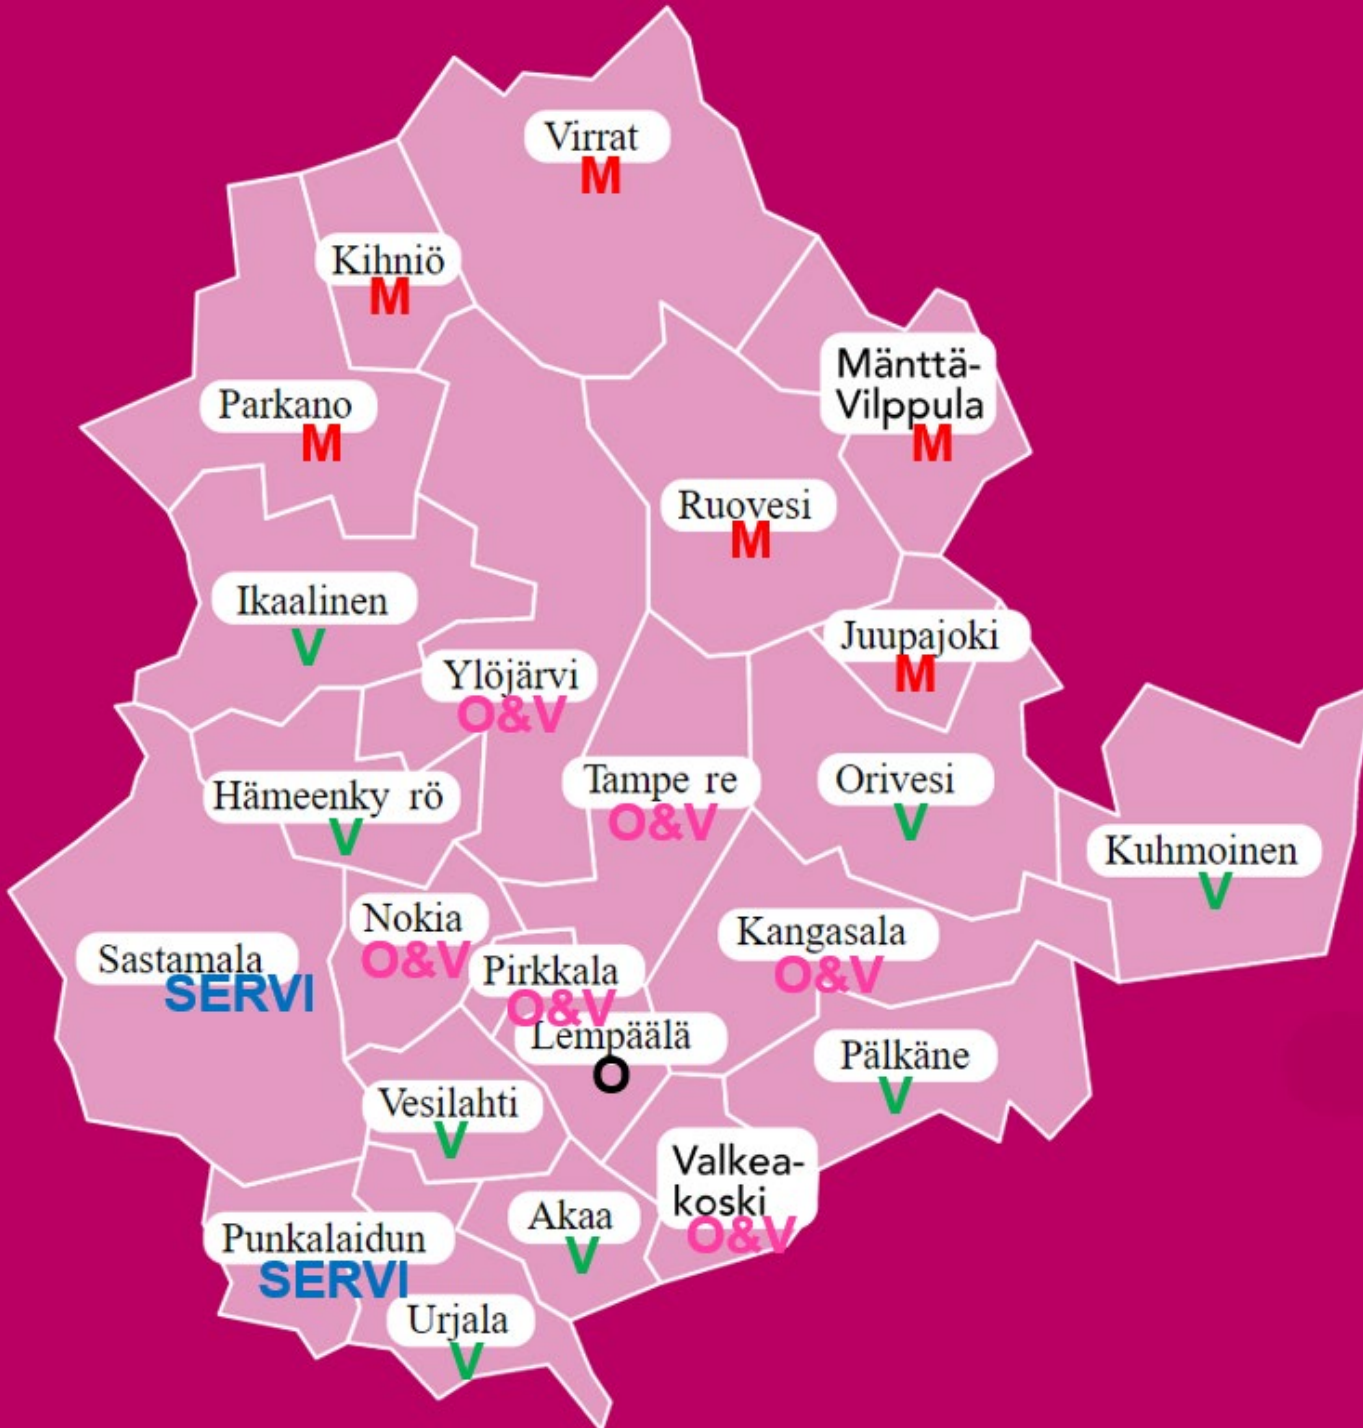 Virrat
M
Kihniö
M
Mänttä-
Vilppula
M
Parkano
M
Ruovesi
M
Ikaalinen
V
Juupajoki
M
Ylöjärvi
O&V
Hämeenky rö
V
Tampe re
O&V
Orivesi
V
Kuhmoinen
V
Nokia
O&V
Kangasala
O&V
Sastamala
SERVI
Pirkkala
O&V
Lempäälä
O
Pälkäne
V
Vesilahti
V
Valkea-
koski
O&V
Akaa
V
Punkalaidun
SERVI
Urjala
V